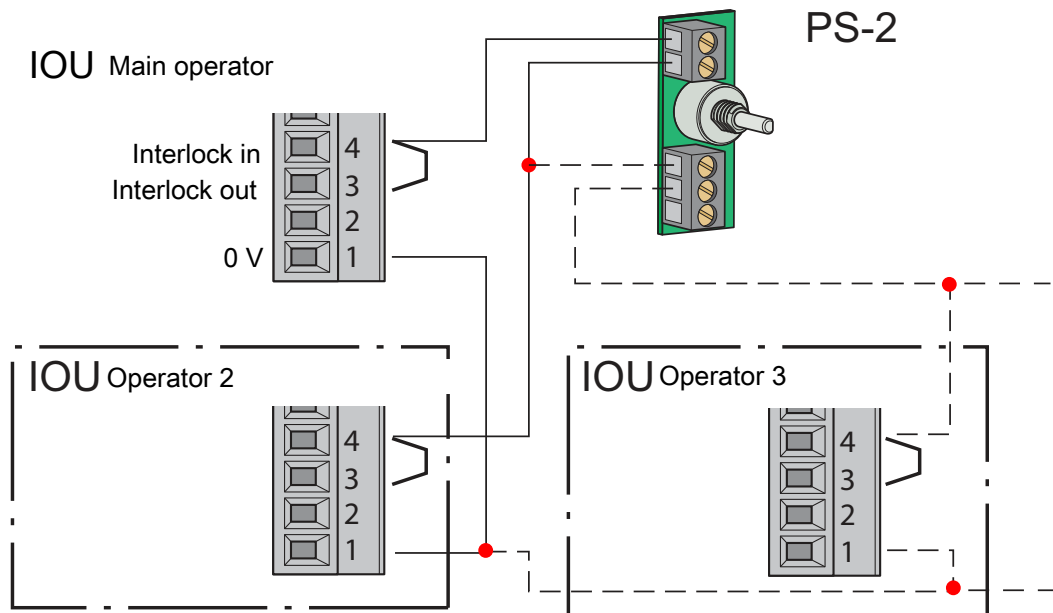 PS-2
IOU Main operator
Interlock in
4
Interlock out
3
2
0 V
1
IOU Operator 2
4
3
2
1
IOU Operator 3
4
3
2
1